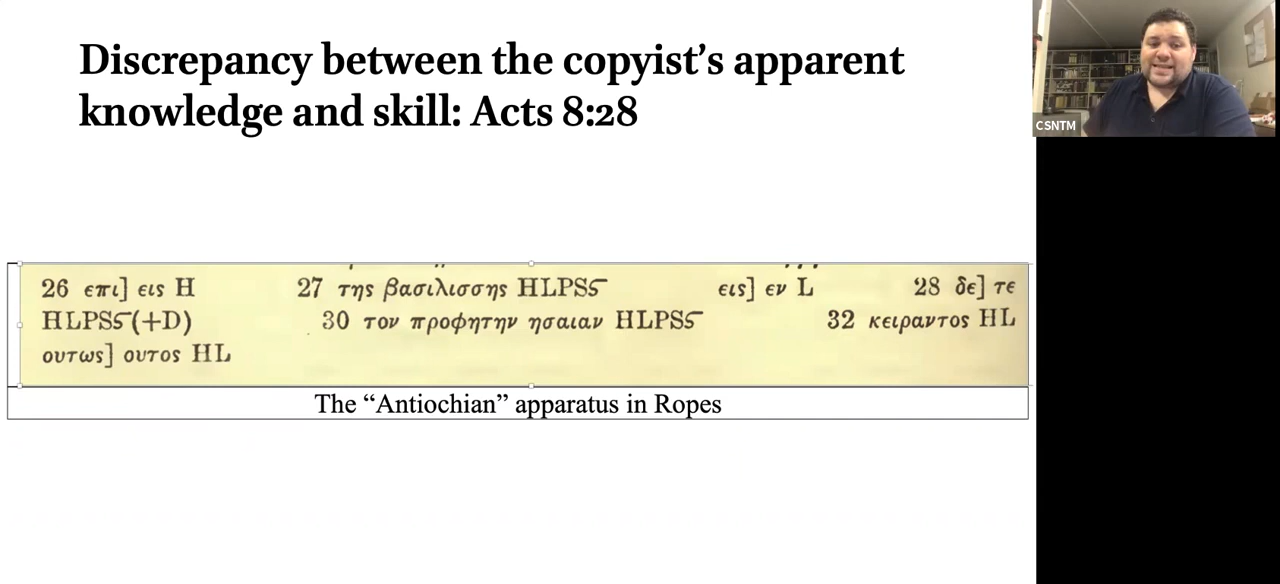 Discrepancy between the copyist’s apparent
knowledge and skill: Acts 8:28
CSNTM
26 επι] εις H 27 της βασιλισσης HLPSϚ εις] εν L 28 δε] τε
HLPSϚ(+D) 30 τον προφητην ησαιαν HLPSϚ 32 κειραντος HL
ουτως] ουτος HL
The “Antiochian” apparatus in Ropes